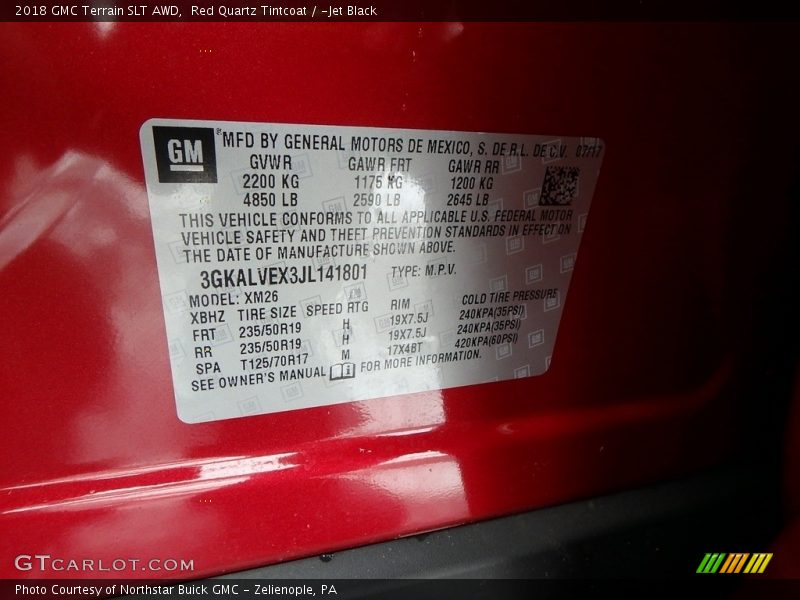 2018 GMC Terrain SLT AWD, Red Quartz Tintcoat / -Jet Black
GM
MFD BY GENERAL MOTORS DE MEXICO, S. DE R.L. DE C.V. 07/17
GVWR GAWR FRT GAWR RR
2200 KG 1175 KG 1200 KG
4850 LB 2590 LB 2645 LB
THIS VEHICLE CONFORMS TO ALL APPLICABLE U.S. FEDERAL MOTOR
VEHICLE SAFETY AND THEFT PREVENTION STANDARDS IN EFFECT ON
THE DATE OF MANUFACTURE SHOWN ABOVE.
3GKALVEX3JL141801 TYPE: M.P.V.
MODEL: XM26
XBHZ TIRE SIZE SPEED RTG RIM COLD TIRE PRESSURE
FRT 235/50R19 H 19X7.5J 240KPA(35PSI)
RR 235/50R19 H 19X7.5J 240KPA(35PSI)
SPA T125/70R17 M 17X4BT 420KPA(60PSI)
SEE OWNER'S MANUAL FOR MORE INFORMATION.
GTCARLOT.COM
Photo Courtesy of Northstar Buick GMC - Zelienople, PA